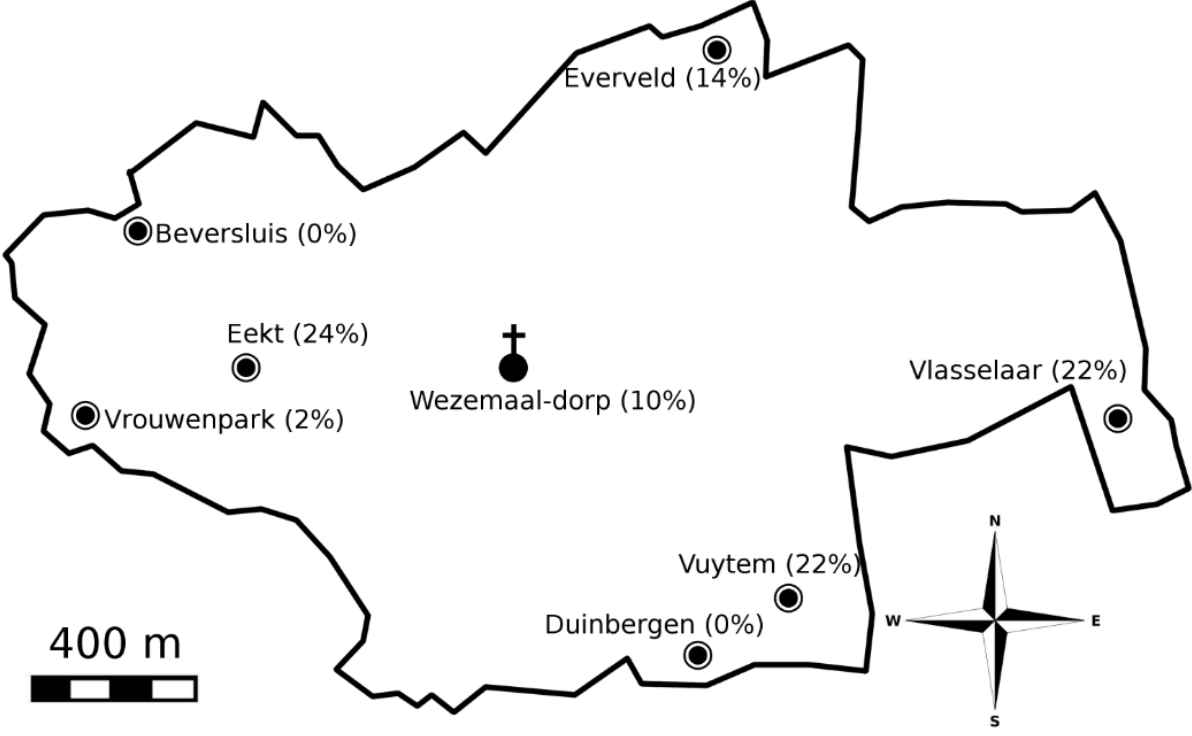 Everveld (14%)
Beversluis (0%)
Eekt (24%)
Vlasselaar (22%)
Wezemaal-dorp (10%)
Vrouwenpark (2%)
N
Vuytem (22%)
W
E
Duinbergen (0%)
400 m
S